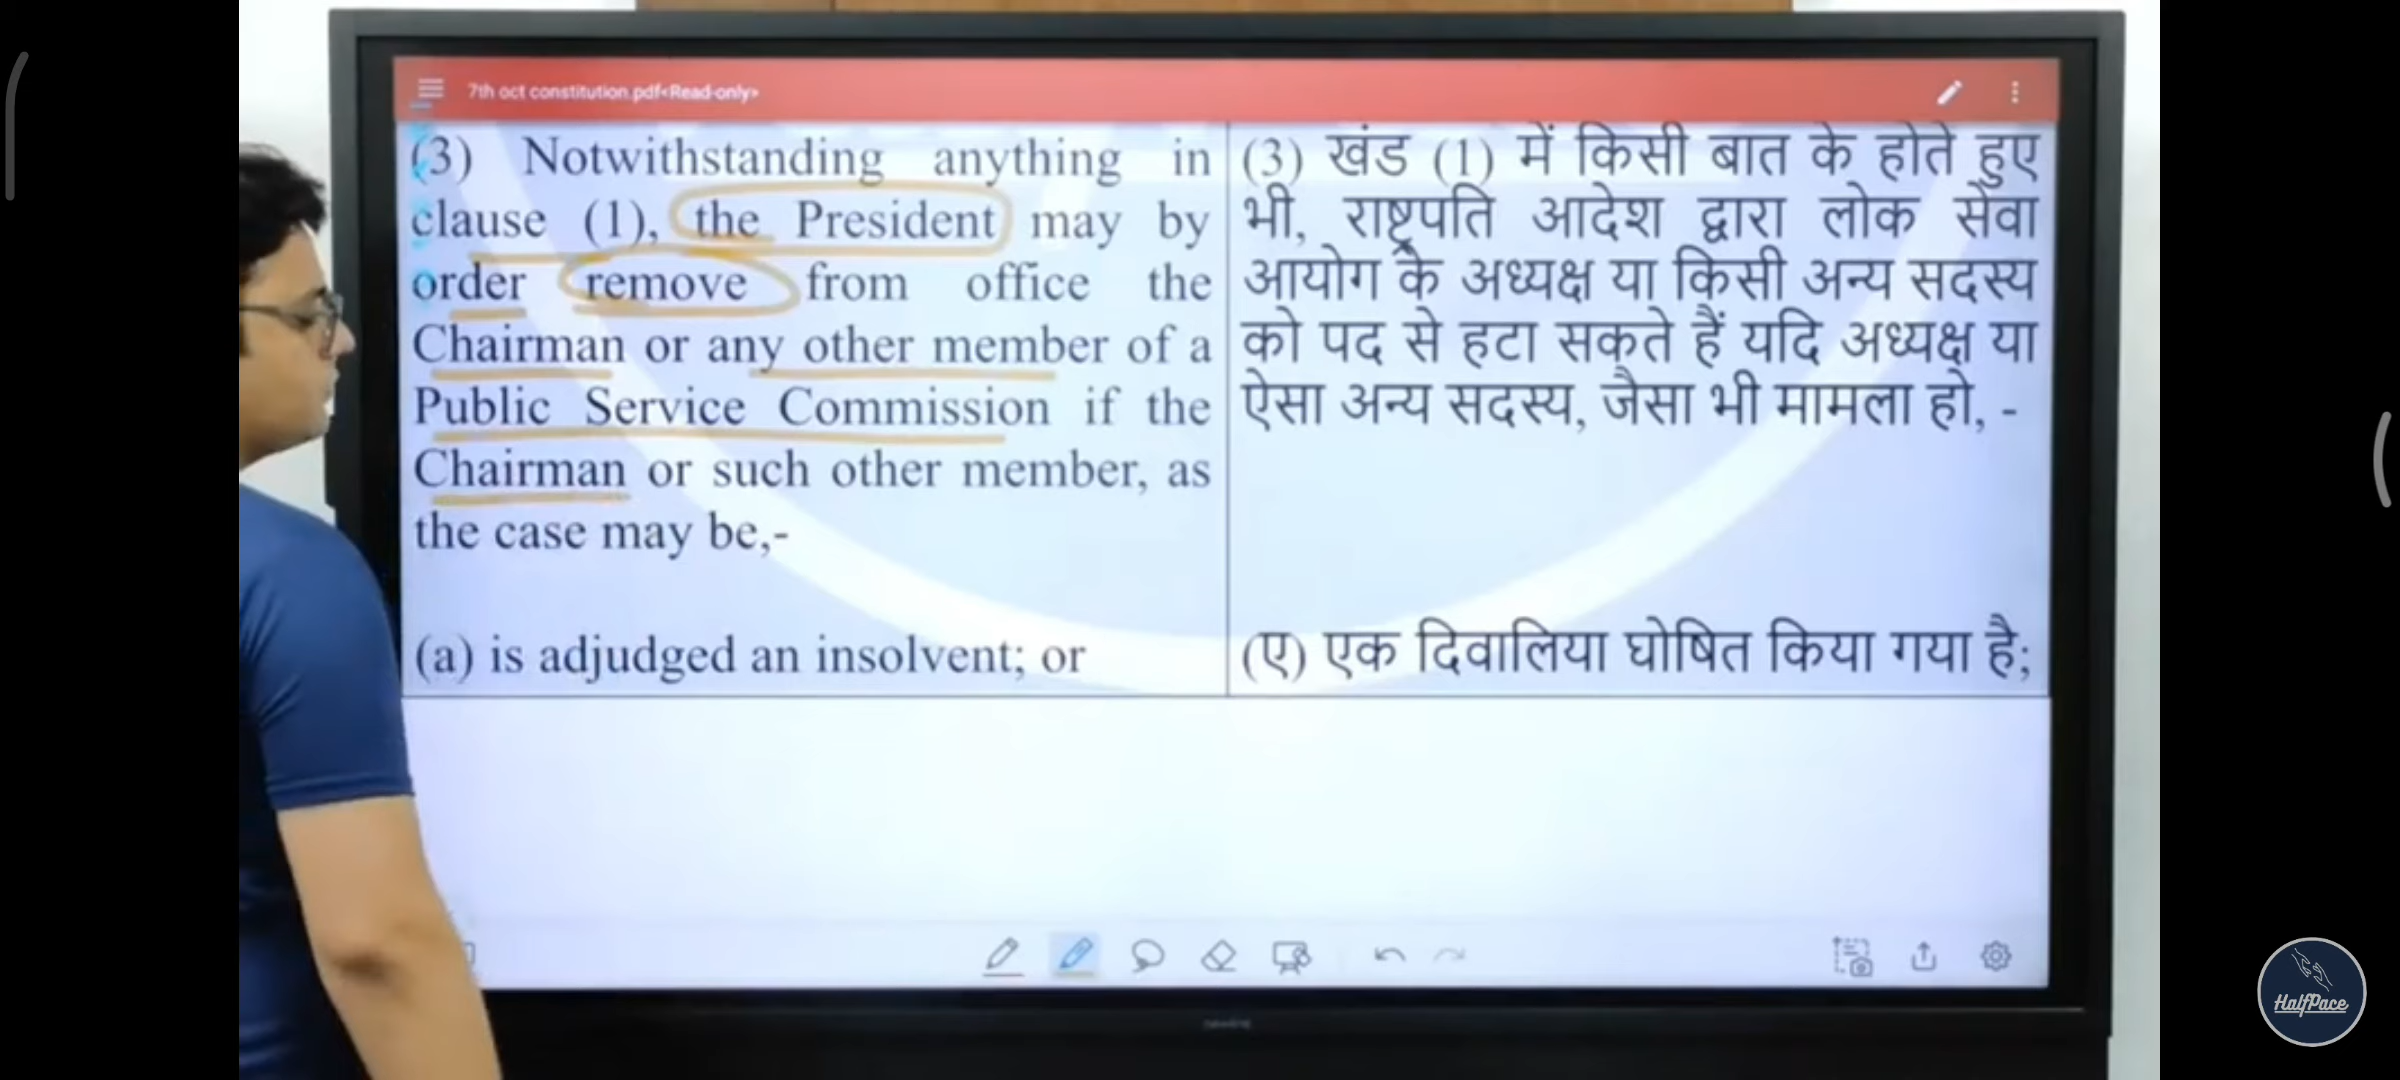 7th oct constitution.pdf<Read-only>
(3) Notwithstanding anything in
clause (1), the President may by
order remove from office the
Chairman or any other member of a
Public Service Commission if the
Chairman or such other member, as
the case may be,-
(a) is adjudged an insolvent; or
(3) खंड (1) में किसी बात के होते हुए
भी, राष्ट्रपति आदेश द्वारा लोक सेवा
आयोग के अध्यक्ष या किसी अन्य सदस्य
को पद से हटा सकते हैं यदि अध्यक्ष या
ऐसा अन्य सदस्य, जैसा भी मामला हो, -
(ए) एक दिवालिया घोषित किया गया है;
HalfPace